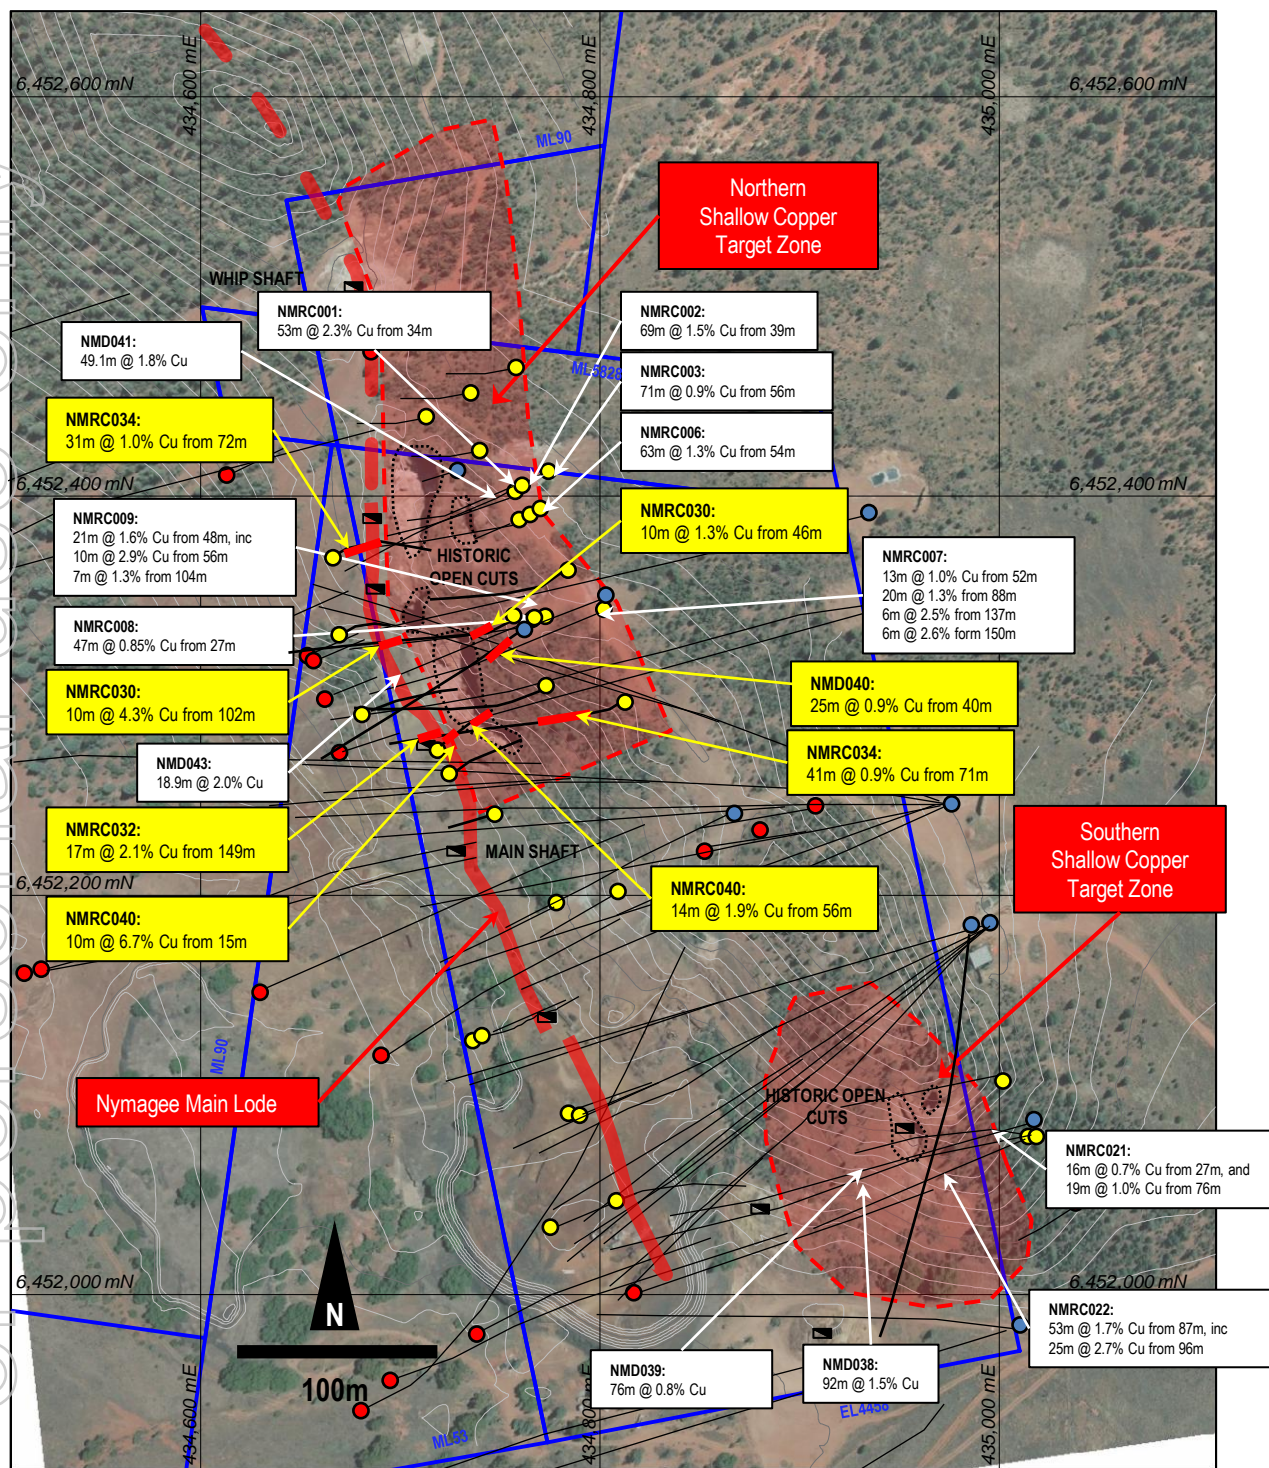 6,452,600 mN
434,600 mE
434,800 mE
435,000 mE
6,452,600 mN
ML90
Northern
Shallow Copper
Target Zone
WHIP SHAFT
NMRC001:
53m @ 2.3% Cu from 34m
NMRC002:
69m @ 1.5% Cu from 39m
NMD041:
49.1m @ 1.8% Cu
ML5828
NMRC003:
71m @ 0.9% Cu from 56m
NMRC034:
31m @ 1.0% Cu from 72m
NMRC006:
63m @ 1.3% Cu from 54m
6,452,400 mN
6,452,400 mN
NMRC009:
21m @ 1.6% Cu from 48m, inc
10m @ 2.9% Cu from 56m
7m @ 1.3% from 104m
NMRC030:
10m @ 1.3% Cu from 46m
HISTORIC
OPEN CUTS
NMRC007:
13m @ 1.0% Cu from 52m
20m @ 1.3% from 88m
6m @ 2.5% from 137m
6m @ 2.6% form 150m
NMRC008:
47m @ 0.85% Cu from 27m
NMRC030:
10m @ 4.3% Cu from 102m
NMD040:
25m @ 0.9% Cu from 40m
NMD043:
18.9m @ 2.0% Cu
NMRC034:
41m @ 0.9% Cu from 71m
NMRC032:
17m @ 2.1% Cu from 149m
MAIN SHAFT
Southern
Shallow Copper
Target Zone
6,452,200 mN
6,452,200 mN
NMRC040:
10m @ 6.7% Cu from 15m
NMRC040:
14m @ 1.9% Cu from 56m
ML90
Nymagee Main Lode
HISTORIC OPEN
CUTS
NMRC021:
16m @ 0.7% Cu from 27m, and
19m @ 1.0% Cu from 76m
6,452,000 mN
6,452,000 mN
N
100m
NMRC022:
53m @ 1.7% Cu from 87m, inc
25m @ 2.7% Cu from 96m
NMD039:
76m @ 0.8% Cu
NMD038:
92m @ 1.5% Cu
434,600 mE
434,800 mE
435,000 mE
EL4458
ML53